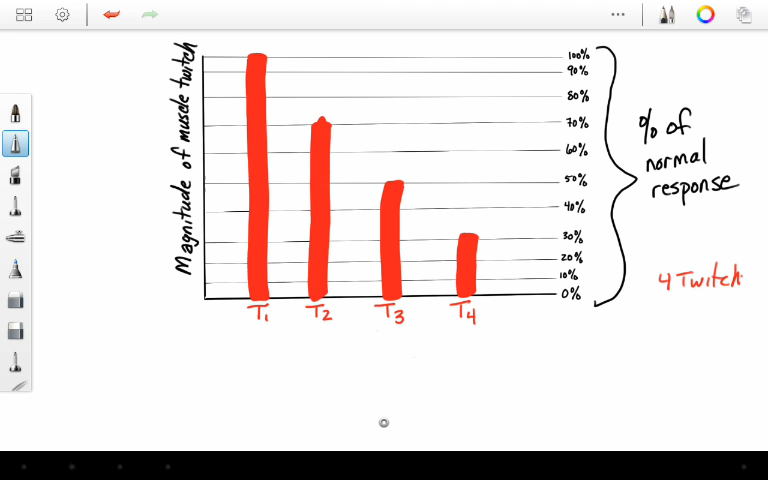 Magnitude of muscle twitch
100%
90%
80%
70%
60%
50%
40%
30%
20%
10%
0%
T1
T2
T3
T4
% of
normal
response
4 Twitch